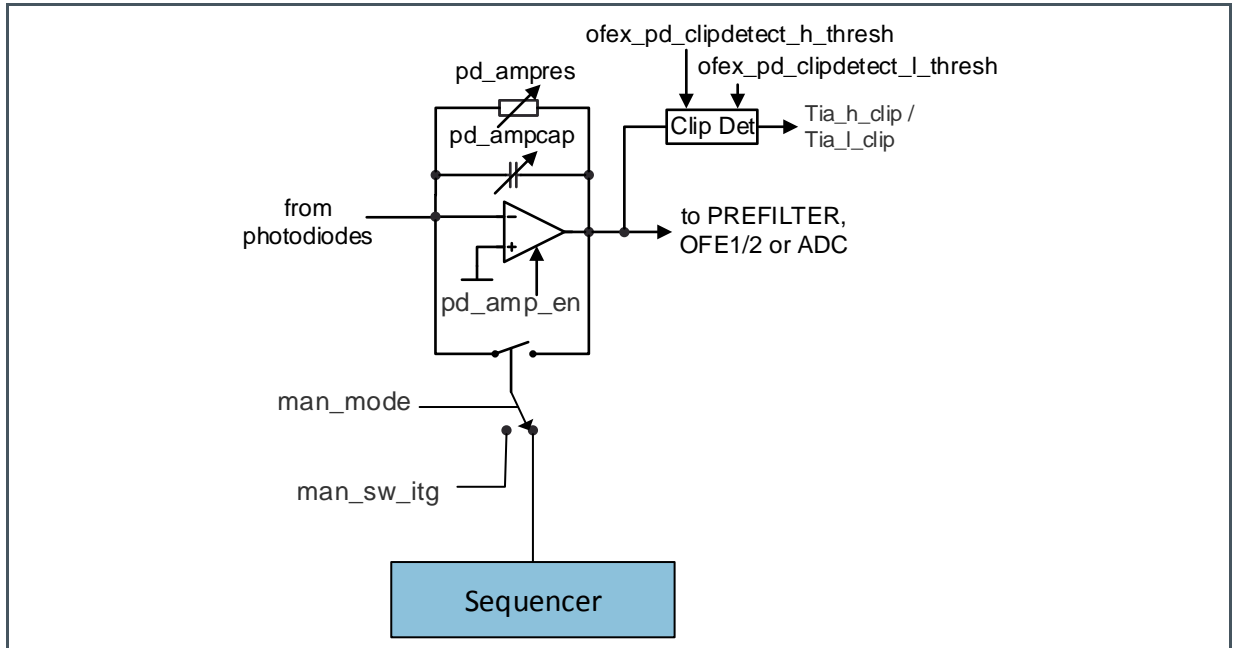 ofex_pd_clipdetect_h_thresh
ofex_pd_clipdetect_l_thresh
pd_ampres
Clip Det
Tia_h_clip /
Tia_l_clip
pd_ampcap
from
photodiodes
to PREFILTER,
OFE1/2 or ADC
pd_amp_en
man_mode
man_sw_itg
Sequencer